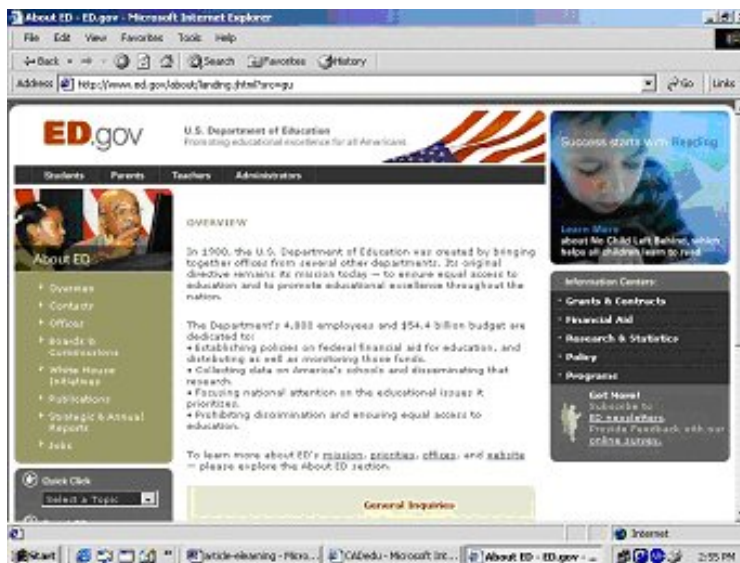 About ED - ED.gov - Microsoft Internet Explorer
File Edit View Favorites Tools Help
Back Search Favorites History
Address http://www.ed.gov/about/landing.jhtml?src=gu Go Links
ED.gov
U.S. Department of Education
Promoting educational excellence for all Americans
Students Parents Teachers Administrators
About ED
Overview
Contacts
Offices
Boards &
Commissions
White House
Initiatives
Publications
Strategic & Annual
Reports
Jobs
Quick Click
Select a Topic
OVERVIEW
In 1980, the U.S. Department of Education was created by bringing
together offices from several other departments. Its original
directive remains its mission today — to ensure equal access to
education and to promote educational excellence throughout the
nation.
The Department's 4,800 employees and $54.4 billion budget are
dedicated to:
• Establishing policies on federal financial aid for education, and
distributing as well as monitoring those funds.
• Collecting data on America's schools and disseminating that
research.
• Focusing national attention on the educational issues it
prioritizes.
• Prohibiting discrimination and ensuring equal access to
education.
To learn more about ED's mission, priorities, offices, and website
— please explore the About ED section.
General Inquiries
Success starts with Reading
Learn More
about No Child Left Behind, which
helps all children learn to read
Information Centers:
Grants & Contracts
Financial Aid
Research & Statistics
Policy
Programs
Get News!
Subscribe to
ED newsletters.
Provide Feedback with our
online survey.
Internet
Start article-elearning - Micro... CADedu - Microsoft Int... About ED - ED.gov - ... 2:55 PM